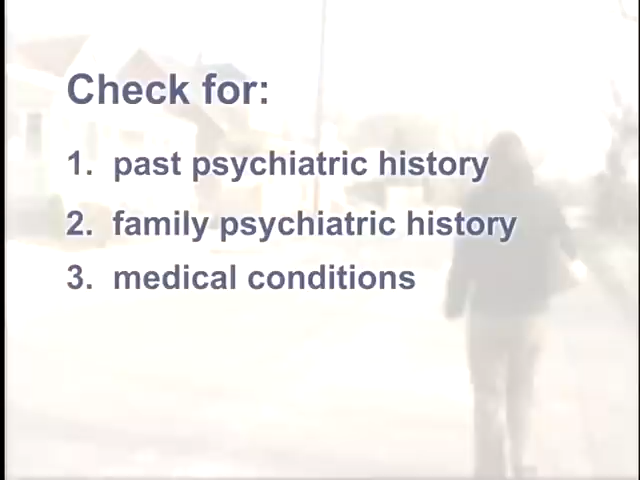 Check for:
1. past psychiatric history
2. family psychiatric history
3. medical conditions